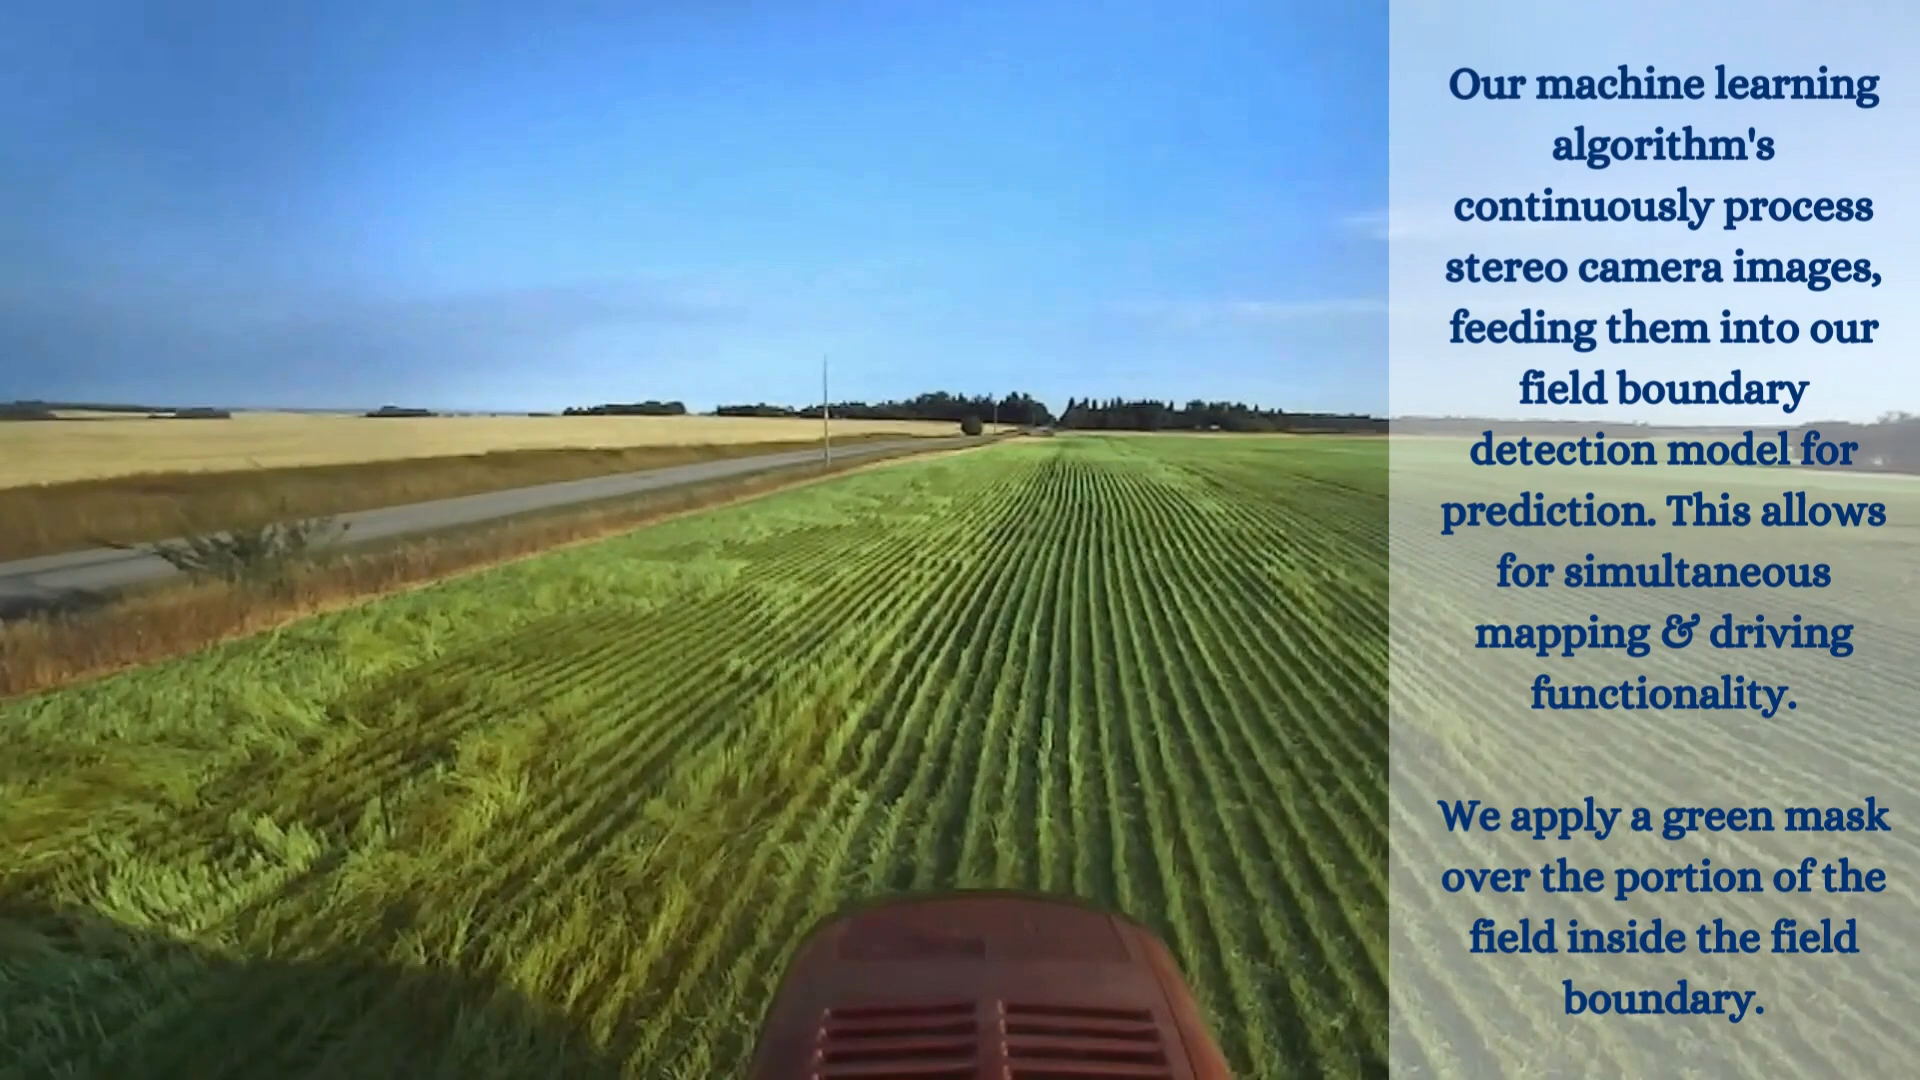 Our machine learning
algorithm's
continuously process
stereo camera images,
feeding them into our
field boundary
detection model for
prediction. This allows
for simultaneous
mapping & driving
functionality.
We apply a green mask
over the portion of the
field inside the field
boundary.